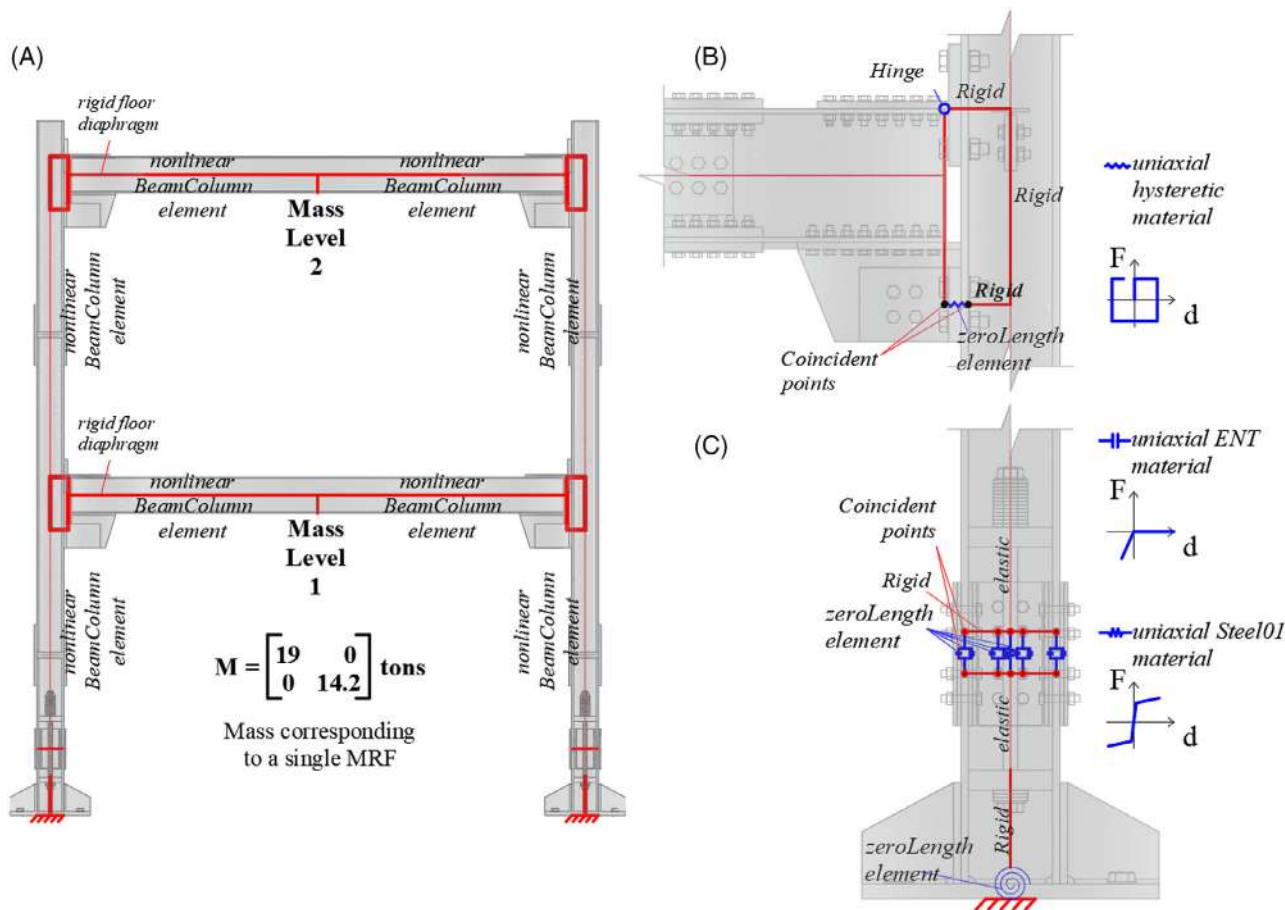 (A)
rigid floor
diaphragm
nonlinear
nonlinear
BeamColumn
BeamColumn
element
element
Mass
Level
2
nonlinear
BeamColumn
element
nonlinear
BeamColumn
element
rigid floor
diaphragm
nonlinear
nonlinear
BeamColumn
BeamColumn
element
element
Mass
Level
1
nonlinear
BeamColumn
element
nonlinear
BeamColumn
element
M = [19 0
0 14.2] tons
Mass corresponding
to a single MRF
(B)
Hinge
Rigid
Rigid
Rigid
zeroLength
element
Coincident
points
uniaxial
hysteretic
material
F
d
(C)
Coincident
points
Rigid
zeroLength
element
elastic
elastic
Rigid
zeroLength
element
uniaxial ENT
material
F
d
uniaxial Steel01
material
F
d